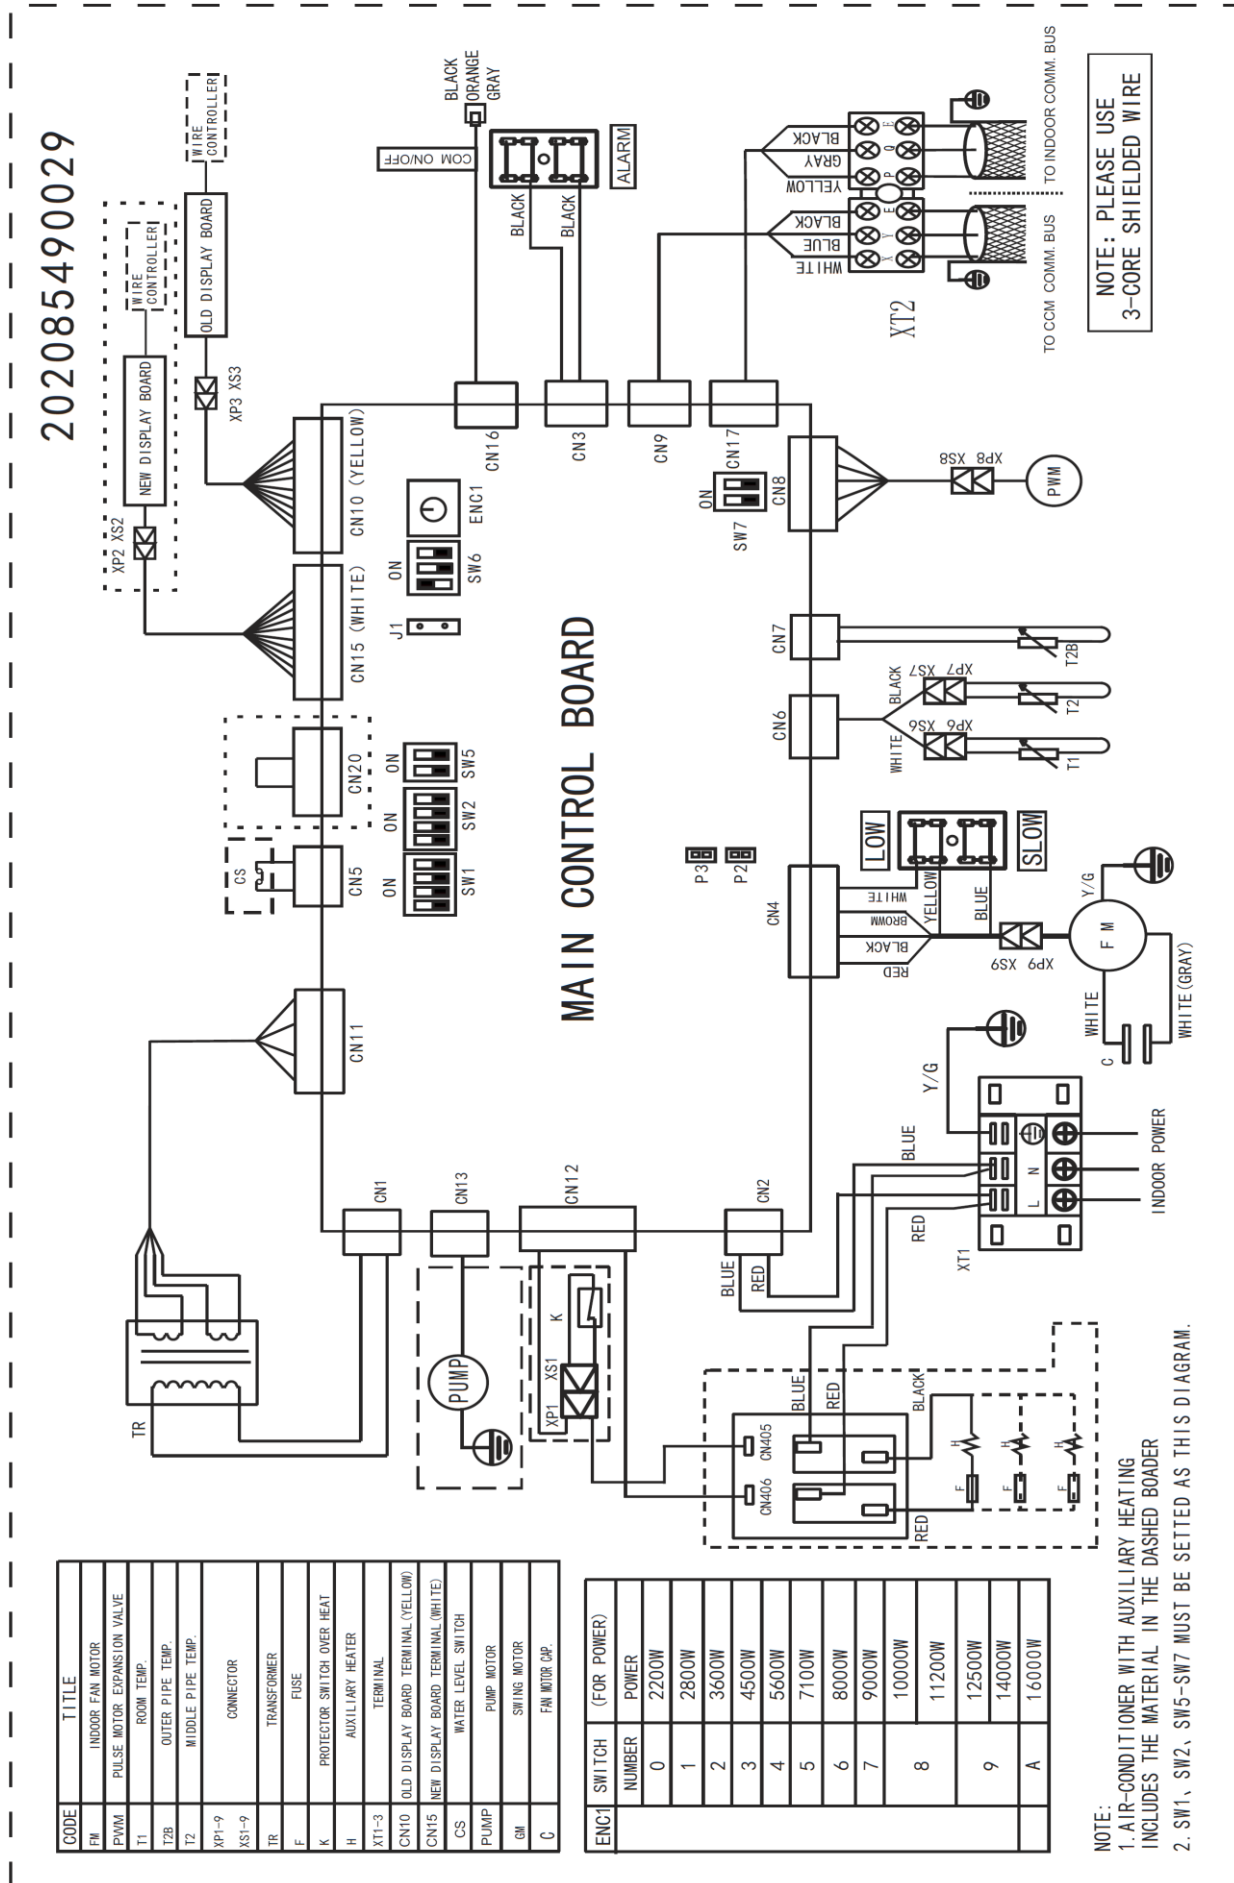 202085490029
CODE TITLE
FM INDOOR FAN MOTOR
PWM PULSE MOTOR EXPANSION VALVE
T1 ROOM TEMP.
T2B OUTER PIPE TEMP.
T2 MIDDLE PIPE TEMP.
XP1-9 CONNECTOR
XS1-9
TR TRANSFORMER
F FUSE
K PROTECTOR SWITCH OVER HEAT
H AUXILIARY HEATER
XT1-3 TERMINAL
CN10 OLD DISPLAY BOARD TERMINAL(YELLOW)
CN15 NEW DISPLAY BOARD TERMINAL(WHITE)
CS WATER LEVEL SWITCH
PUMP PUMP MOTOR
GM SWING MOTOR
C FAN MOTOR CAP.
ENC1 SWITCH (FOR POWER)
NUMBER POWER
0 2200W
1 2800W
2 3600W
3 4500W
4 5600W
5 7100W
6 8000W
7 9000W
8 10000W
11200W
9 12500W
14000W
A 16000W
NOTE:
1. AIR-CONDITIONER WITH AUXILIARY HEATING
INCLUDES THE MATERIAL IN THE DASHED BOADER
2. SW1、SW2、SW5-SW7 MUST BE SETTED AS THIS DIAGRAM.
TR
CN11
CS
CN5
CN20
XP2 XS2
NEW DISPLAY BOARD
WIRE
CONTROLLER
XP3 XS3
OLD DISPLAY BOARD
WIRE
CONTROLLER
CN15 (WHITE)
CN10 (YELLOW)
ON
SW1
ON
SW2
ON
SW5
J1
ON
SW6
ENC1
CN1
CN13
PUMP
CN12
XP1 XS1
K
CN2
BLUE
RED
MAIN CONTROL BOARD
CN16
COM ON/OFF
BLACK
ORANGE
GRAY
CN3
BLACK
BLACK
ALARM
CN9
CN17
WHITE
BLUE
BLACK
YELLOW
GRAY
BLACK
XT2
X Y E P Q E
TO CCM COMM. BUS
TO INDOOR COMM. BUS
NOTE: PLEASE USE
3-CORE SHIELDED WIRE
CN406 CN405
BLUE
RED
BLACK
RED
F H
F H
F H
RED
BLUE
Y/G
XT1
L N
INDOOR POWER
P3
P2
CN4
RED
BLACK
BROWN
WHITE
YELLOW
BLUE
LOW
SLOW
XS9 XP9
F M
Y/G
WHITE
WHITE(GRAY)
C
CN6
WHITE
BLACK
XS6 XP6
XS7 XP7
T1
T2
CN7
T2B
ON
SW7
CN8
XS8 XP8
PWM